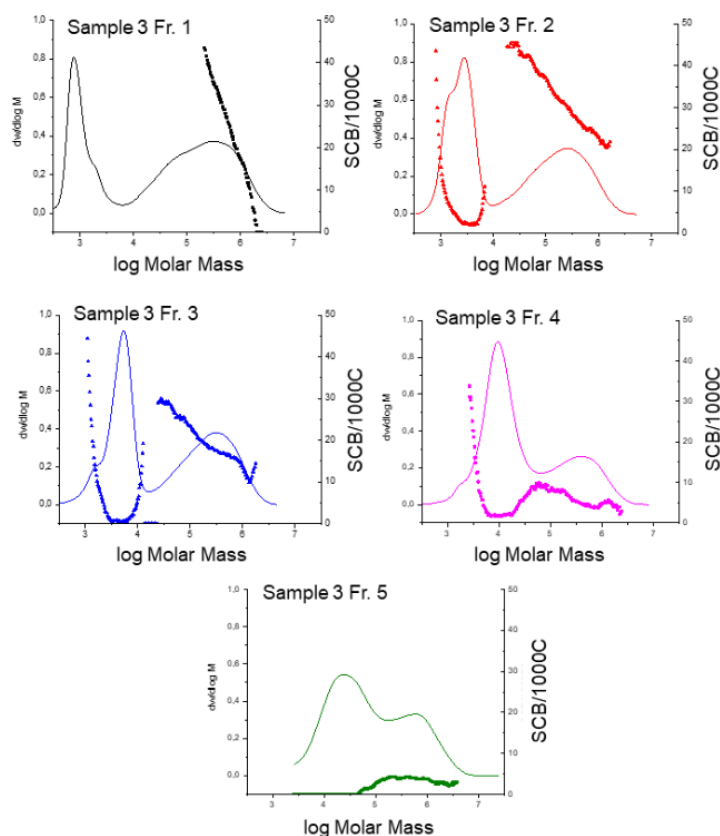 Sample 3 Fr. 1
1,0
0,8
0,6
0,4
0,2
0,0
dw/dlog M
50
40
30
20
10
0
SCB/1000C
3 4 5 6 7
log Molar Mass
Sample 3 Fr. 2
1,0
0,8
0,6
0,4
0,2
0,0
dw/dlog M
50
40
30
20
10
0
SCB/1000C
3 4 5 6 7
log Molar Mass
Sample 3 Fr. 3
1,0
0,8
0,6
0,4
0,2
0,0
dw/dlog M
50
40
30
20
10
0
SCB/1000C
3 4 5 6 7
log Molar Mass
Sample 3 Fr. 4
1,0
0,8
0,6
0,4
0,2
0,0
dw/dlog M
50
40
30
20
10
0
SCB/1000C
3 4 5 6 7
log Molar Mass
Sample 3 Fr. 5
1,0
0,8
0,6
0,4
0,2
0,0
dw/dlog M
50
40
30
20
10
0
SCB/1000C
3 4 5 6 7
log Molar Mass